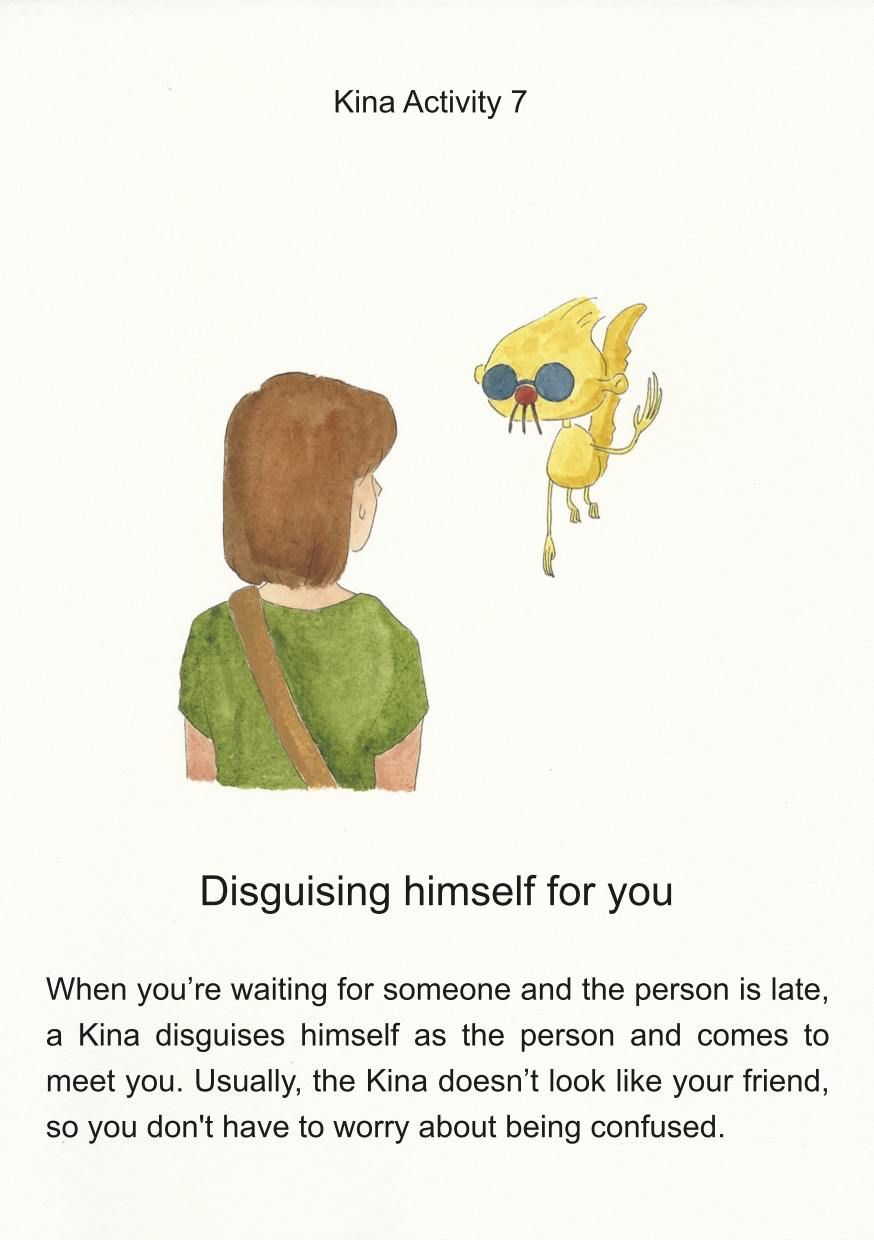 Kina Activity 7
Disguising himself for you
When you’re waiting for someone and the person is late,
a Kina disguises himself as the person and comes to
meet you. Usually, the Kina doesn’t look like your friend,
so you don't have to worry about being confused.